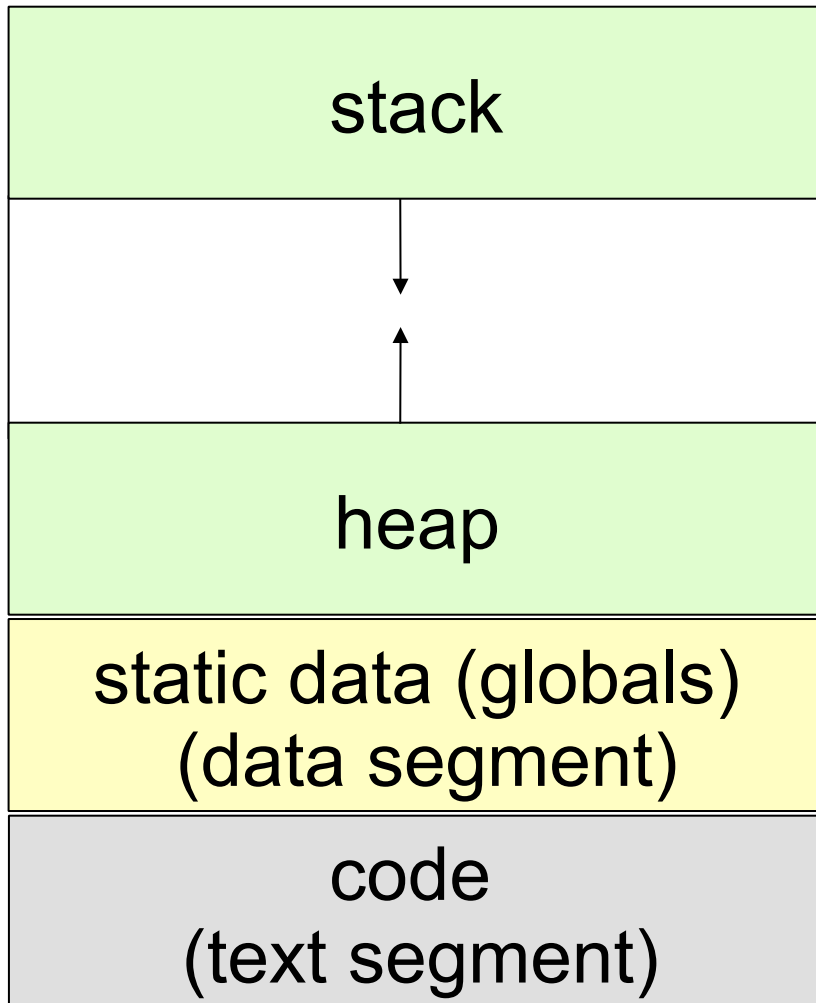 stack
heap
static data (globals)
(data segment)
code
(text segment)